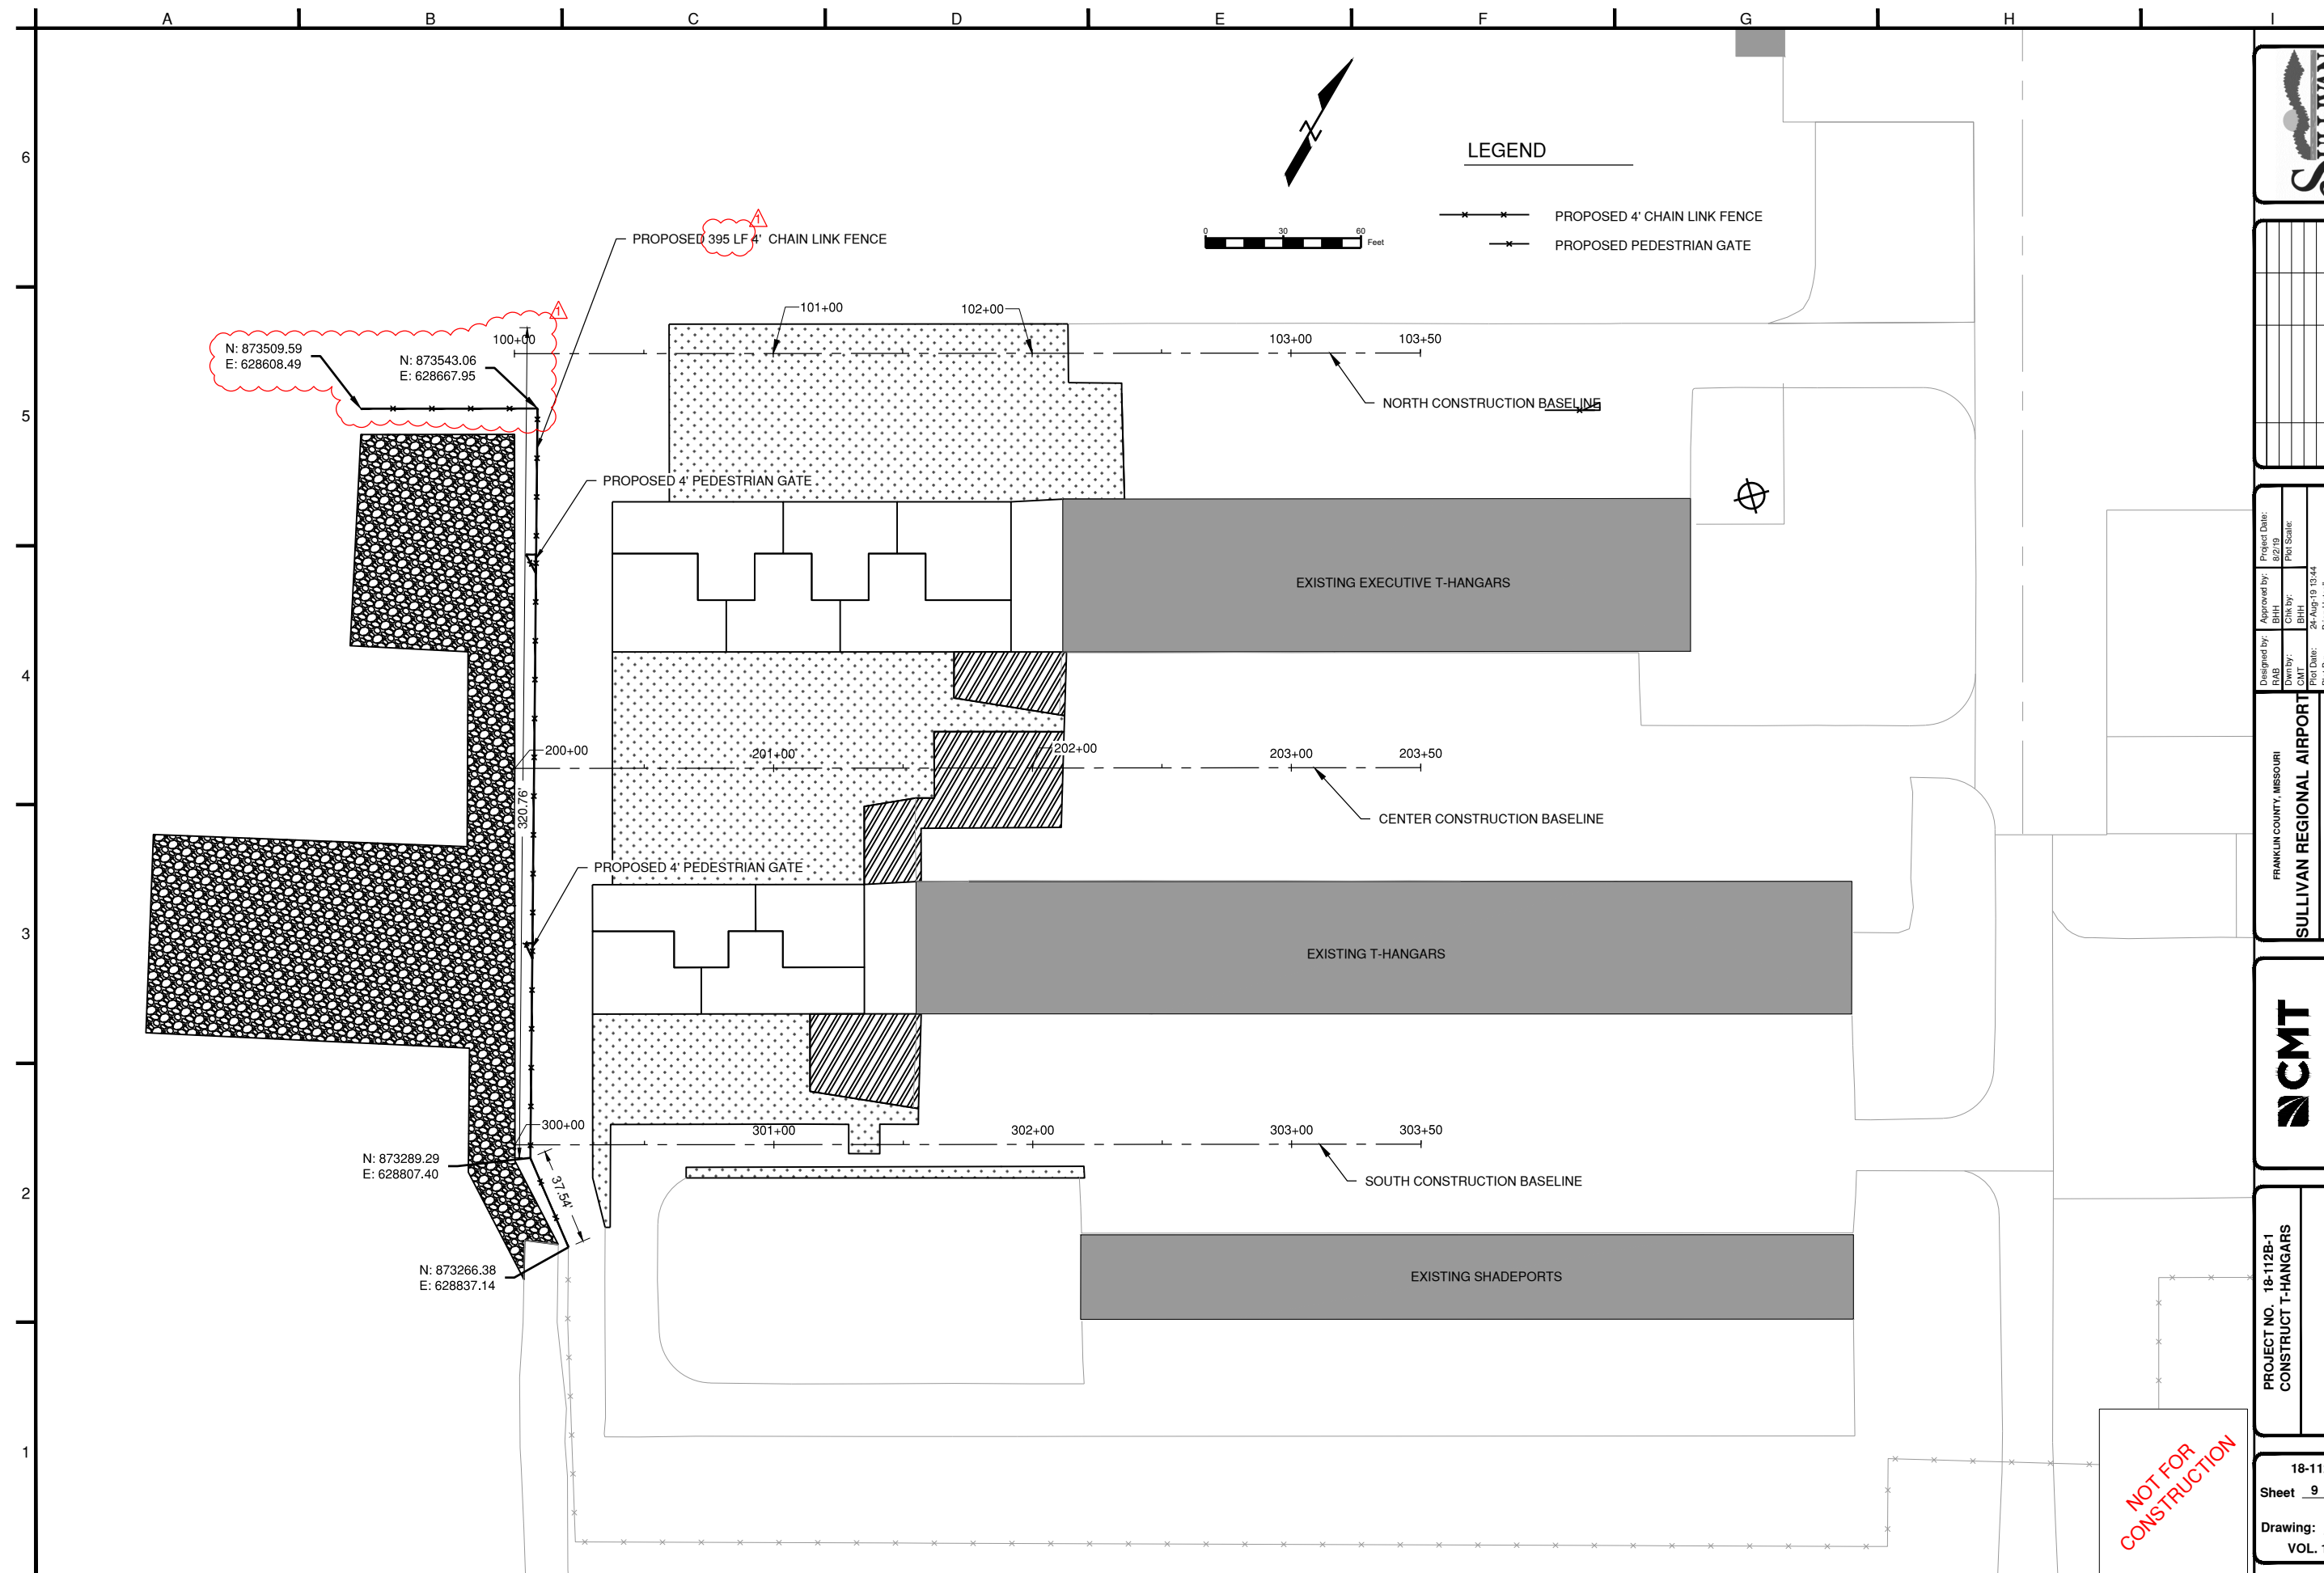 A B C D E F G H I
6
5
4
3
2
1
LEGEND
PROPOSED 4' CHAIN LINK FENCE
PROPOSED PEDESTRIAN GATE
0 30 60
Feet
N
1
PROPOSED 395 LF 4' CHAIN LINK FENCE
1
N: 873509.59
E: 628608.49
N: 873543.06
E: 628667.95
100+00
101+00
102+00
103+00
103+50
NORTH CONSTRUCTION BASELINE
PROPOSED 4' PEDESTRIAN GATE
EXISTING EXECUTIVE T-HANGARS
200+00
201+00
202+00
203+00
203+50
320.76'
CENTER CONSTRUCTION BASELINE
PROPOSED 4' PEDESTRIAN GATE
EXISTING T-HANGARS
300+00
301+00
302+00
303+00
303+50
SOUTH CONSTRUCTION BASELINE
N: 873289.29
E: 628807.40
37.54'
N: 873266.38
E: 628837.14
EXISTING SHADEPORTS
NOT FOR
CONSTRUCTION
Designed by:
RAB
Dwn by:
CMT
Approved by:
BHH
Chk by:
BHH
Project Date:
8/2/19
Plot Scale:
Plot Date:
24-Aug-19 13:44
FRANKLIN COUNTY, MISSOURI
SULLIVAN REGIONAL AIRPORT
CMT
PROJECT NO. 18-112B-1
CONSTRUCT T-HANGARS
18-11
Sheet 9
Drawing:
VOL.